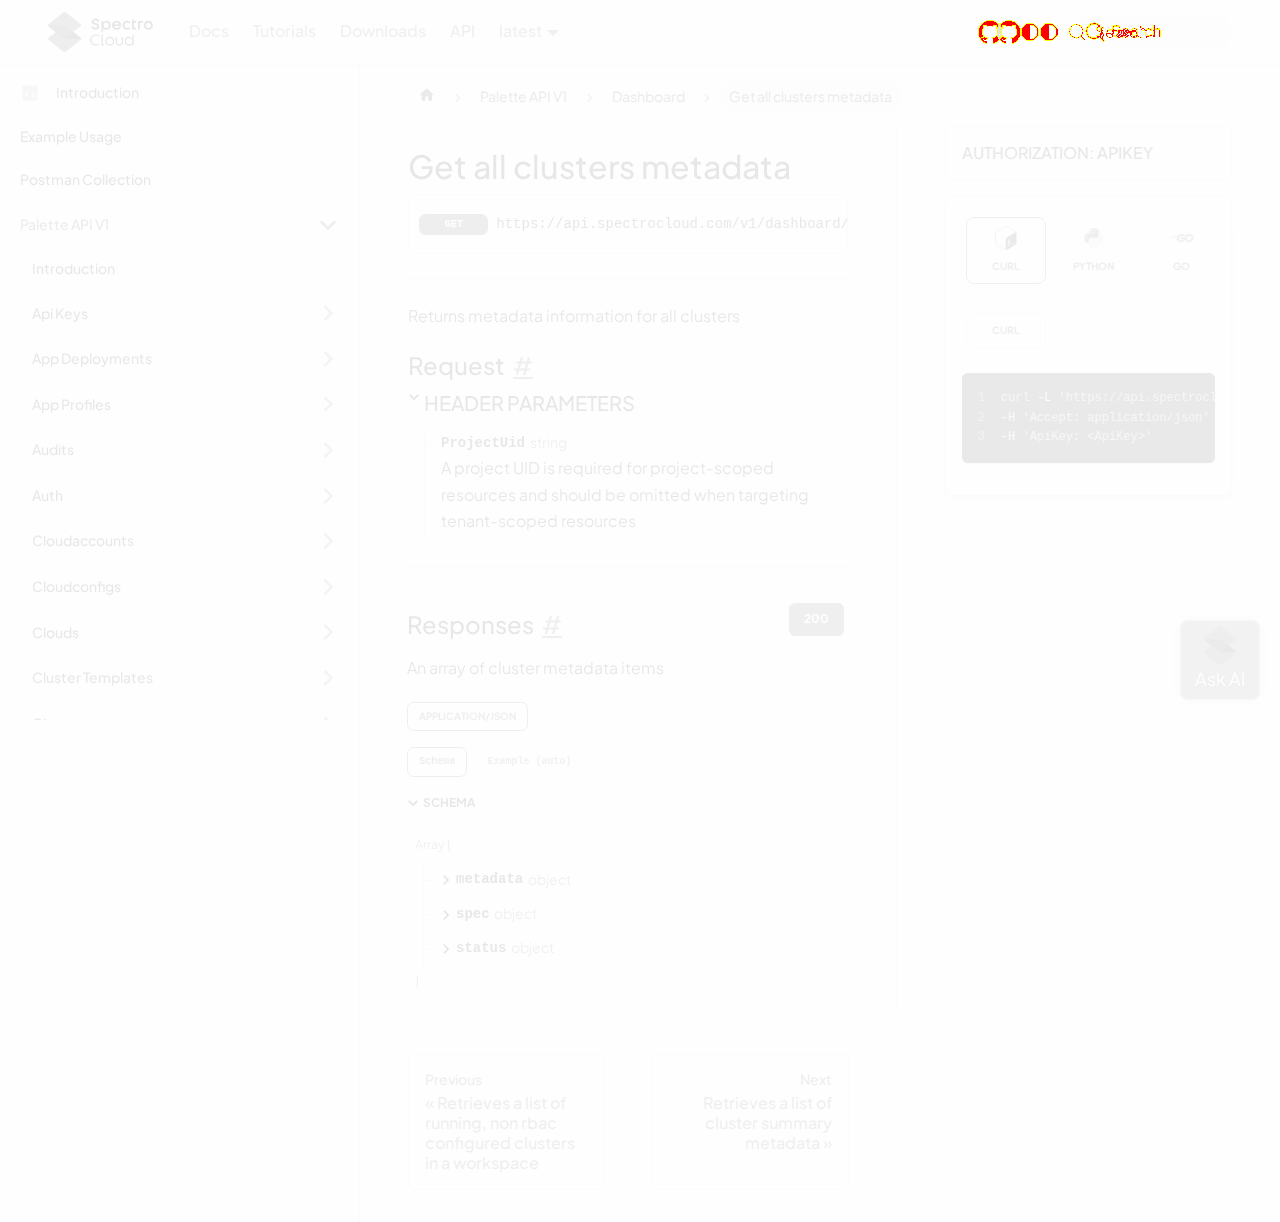 Spectro Cloud
Docs
Tutorials
Downloads
API
latest
Search
Introduction
Example Usage
Postman Collection
Palette API V1
Introduction
Api Keys
App Deployments
App Profiles
Audits
Auth
Cloudaccounts
Cloudconfigs
Clouds
Cluster Templates
Palette API V1
Dashboard
Get all clusters metadata
Get all clusters metadata
GET
https://api.spectrocloud.com/v1/dashboard/
Returns metadata information for all clusters
Request #
HEADER PARAMETERS
ProjectUid string
A project UID is required for project-scoped
resources and should be omitted when targeting
tenant-scoped resources
Responses #
200
An array of cluster metadata items
APPLICATION/JSON
Schema
Example (auto)
SCHEMA
Array [
metadata object
spec object
status object
]
Previous
« Retrieves a list of
running, non rbac
configured clusters
in a workspace
Next
Retrieves a list of
cluster summary
metadata »
AUTHORIZATION: APIKEY
CURL
PYTHON
GO
GO
CURL
1 curl -L 'https://api.spectrocl
2 -H 'Accept: application/json'
3 -H 'ApiKey: <ApiKey>'
Ask AI